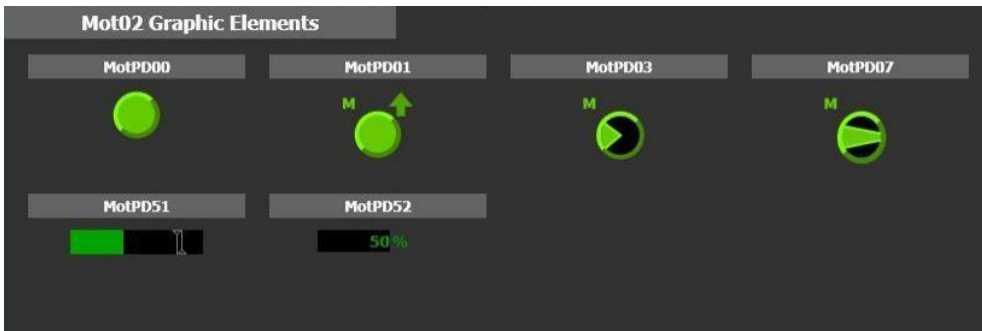 Mot02 Graphic Elements
MotPD00 MotPD01 MotPD03 MotPD07
M M M
MotPD51 MotPD52
50%